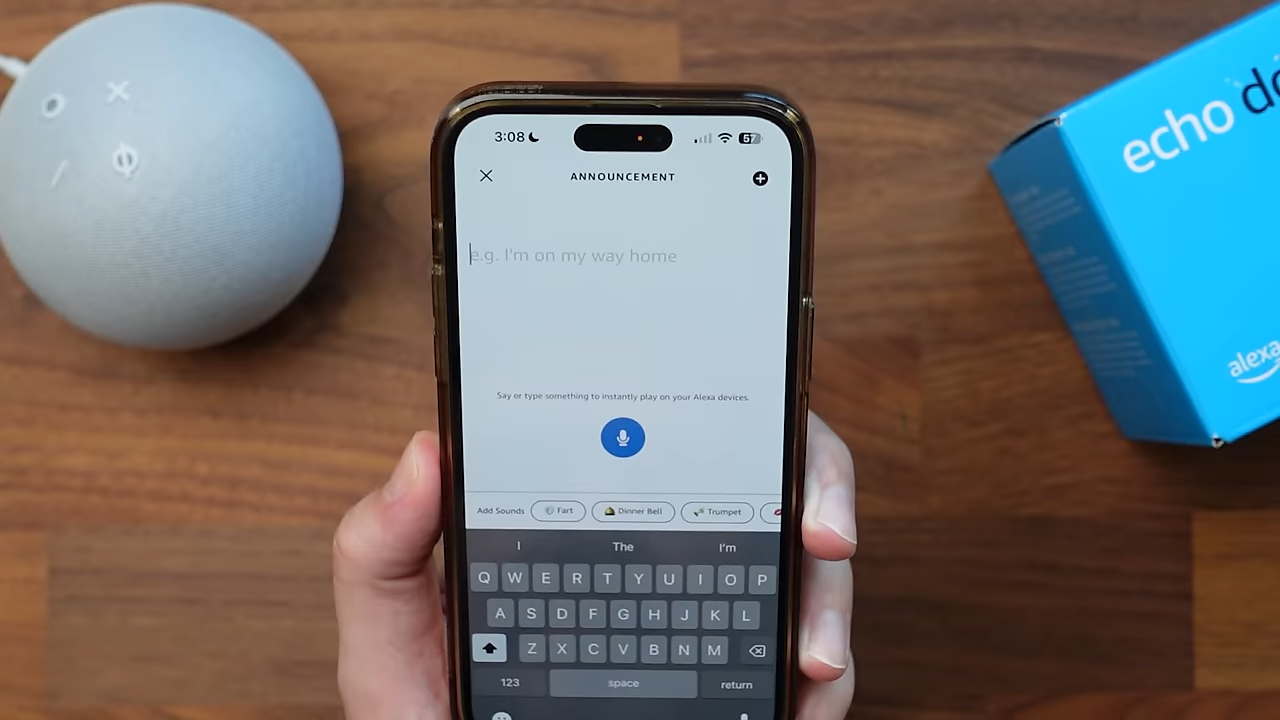 3:08
57
ANNOUNCEMENT
e.g. I'm on my way home
Say or type something to instantly play on your Alexa devices.
Add Sounds Fart Dinner Bell Trumpet
I The I'm
Q W E R T Y U I O P
A S D F G H J K L
Z X C V B N M
123 space return
echo do
alexa